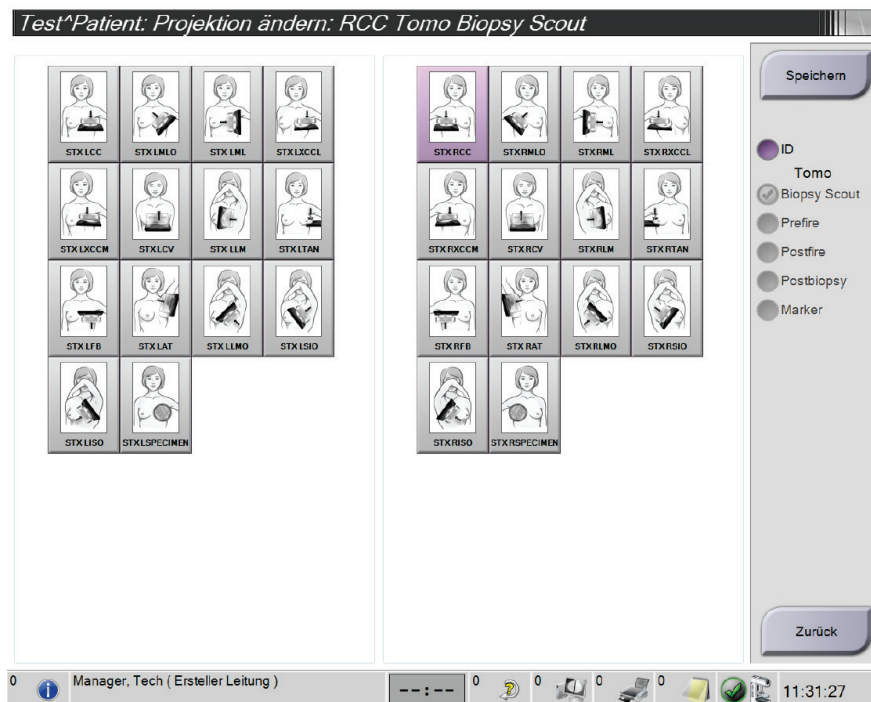 Test^Patient: Projektion ändern: RCC Tomo Biopsy Scout
STX LCC STX LMLO STX LML STX LXCCL
STX LXCCM STX LCV STX LLM STX LTAN
STX LFB STX LAT STX LLMO STX LSIO
STX LISO STX LSPECIMEN
STX RCC STX RMLO STX RML STX RXCCL
STX RXCCM STX RCV STX RLM STX RTAN
STX RFB STX RAT STX RLMO STX RSIO
STX RISO STX RSPECIMEN
Speichern
ID
Tomo
Biopsy Scout
Prefire
Postfire
Postbiopsy
Marker
Zurück
0 Manager, Tech ( Ersteller Leitung ) --:-- 0 0 0 0 11:31:27